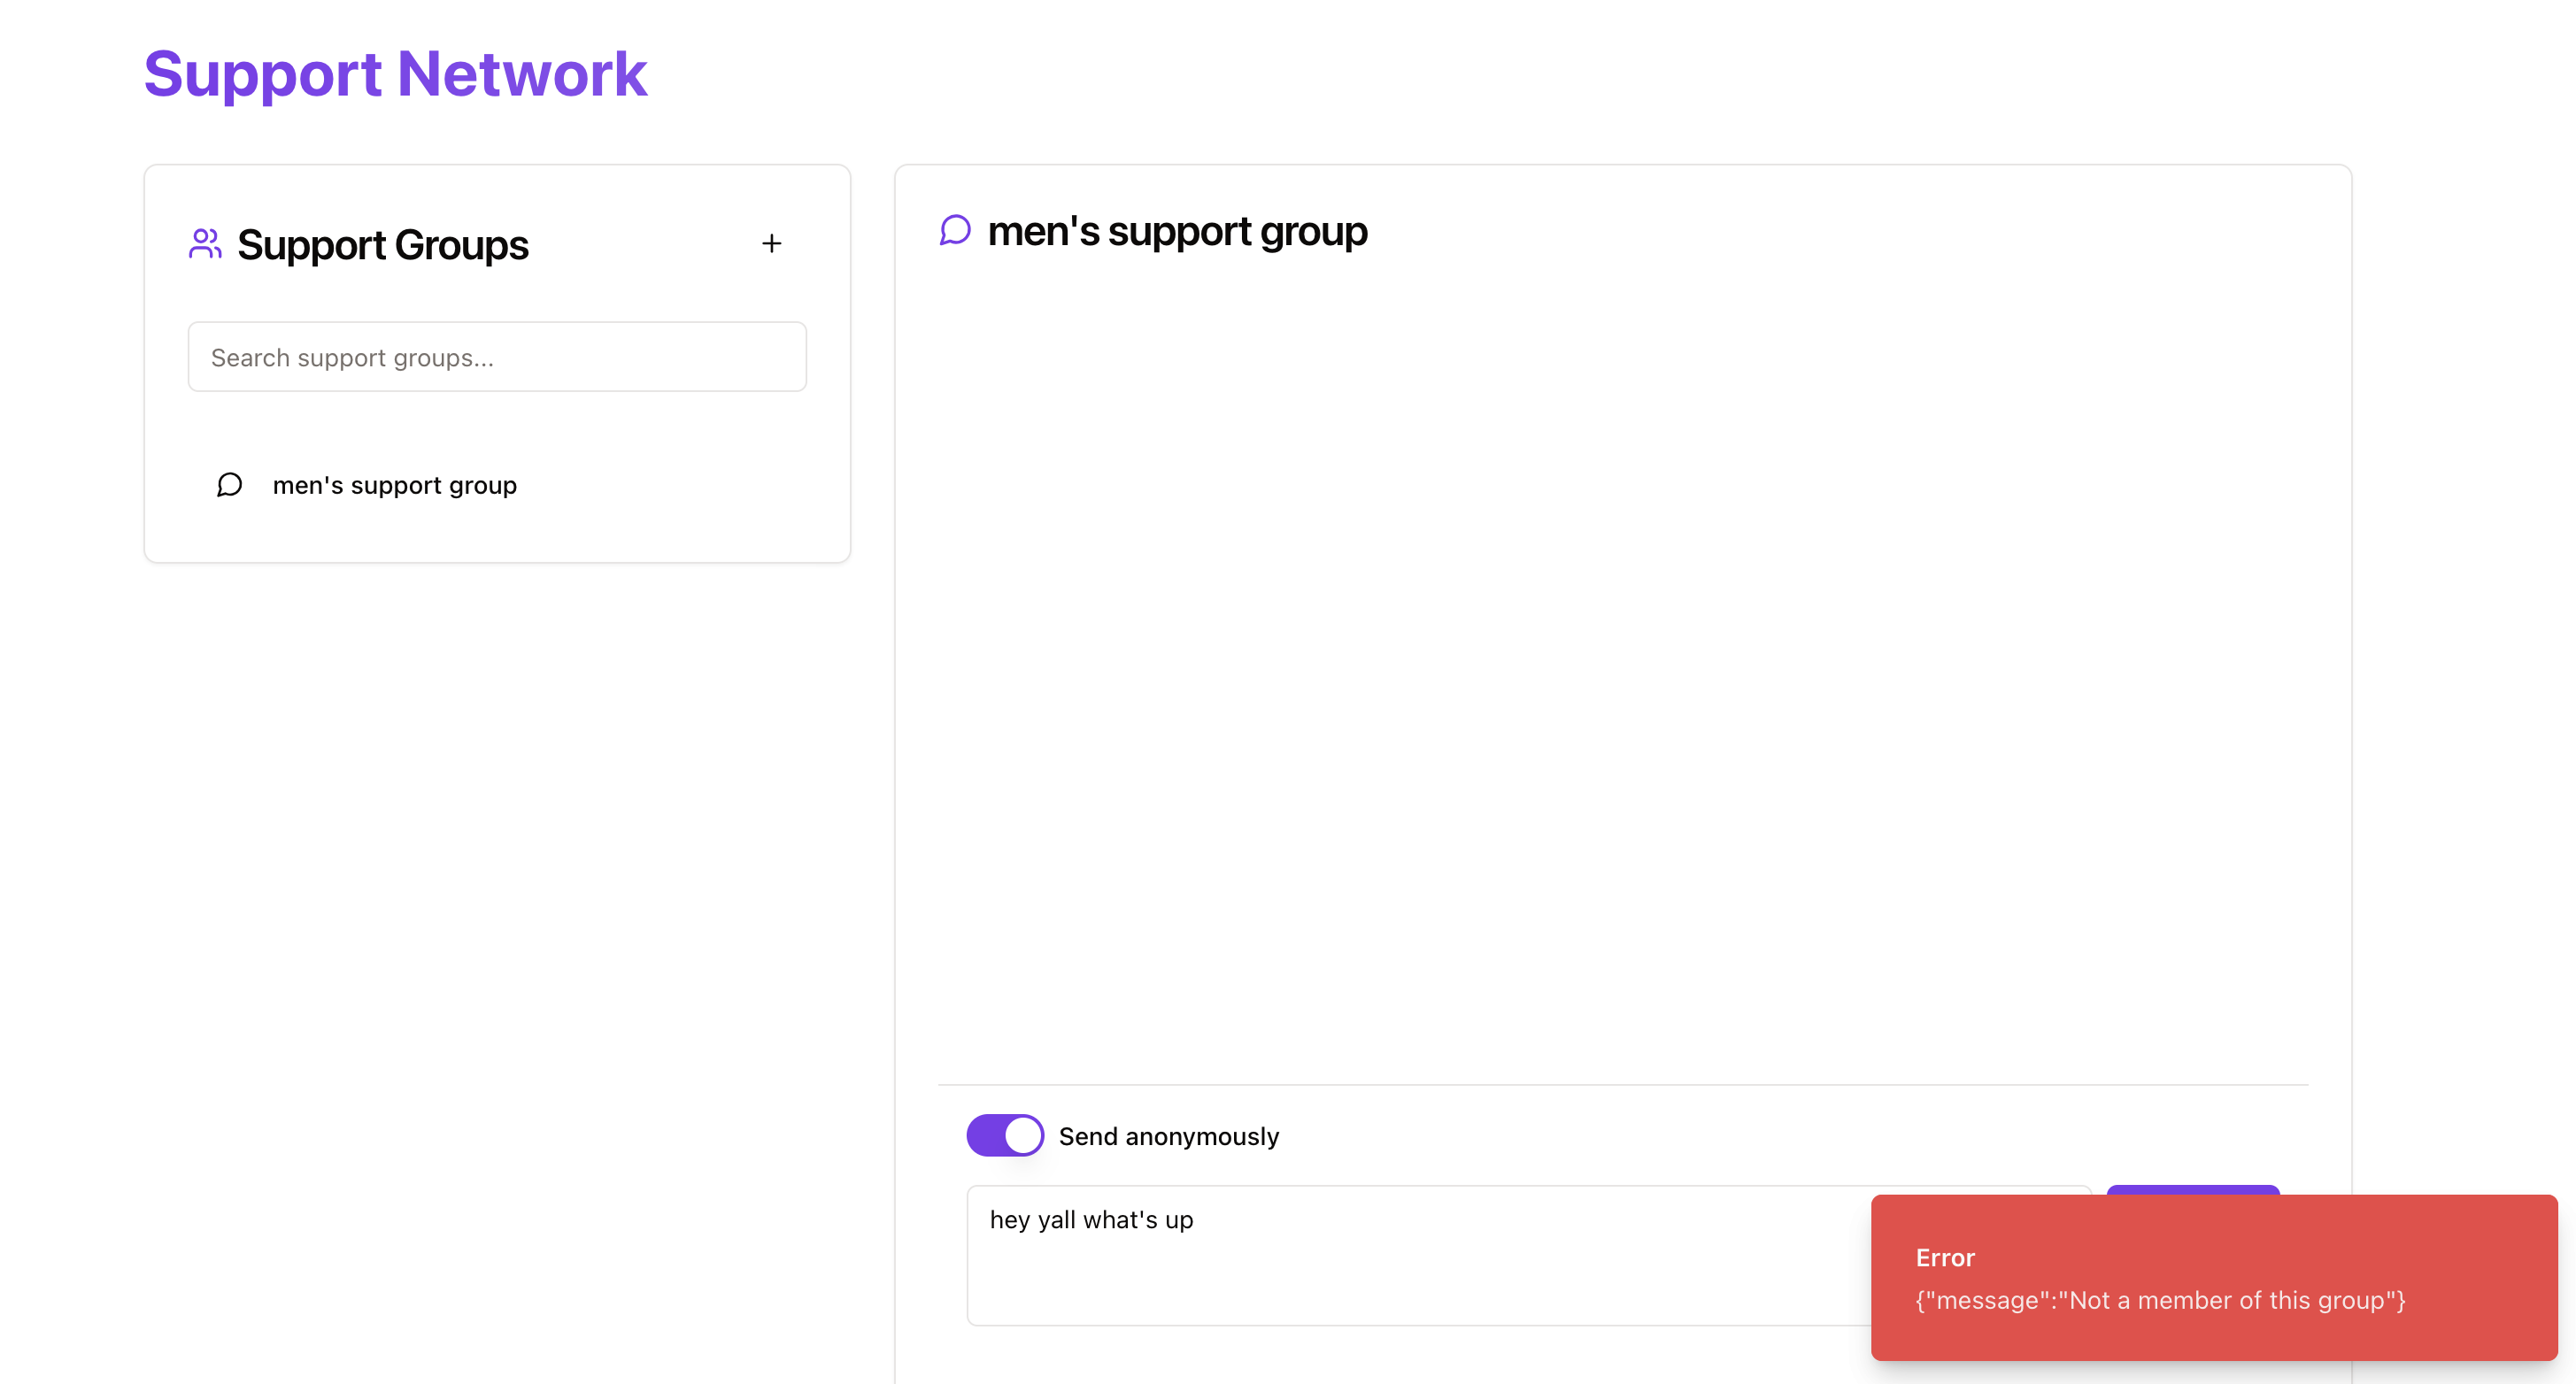 Support Network
Support Groups
Search support groups...
men's support group
men's support group
Send anonymously
hey yall what's up
Error
{"message":"Not a member of this group"}